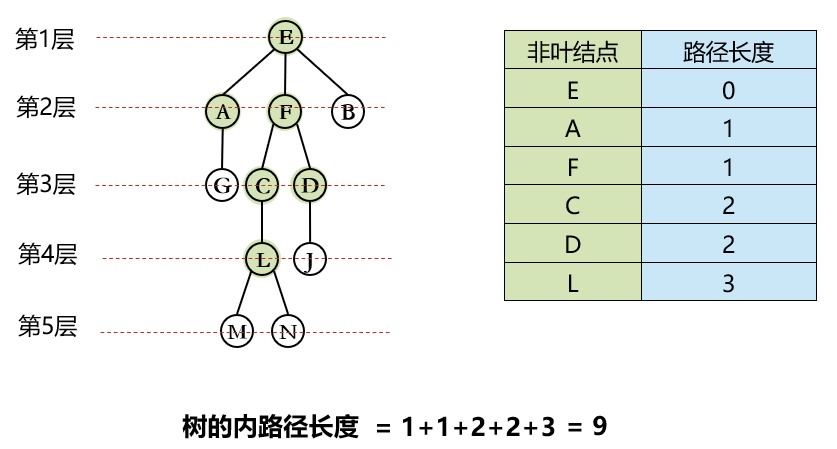 第1层
E
第2层
A F B
第3层
G C D
第4层
L J
第5层
M N
非叶结点 路径长度
E 0
A 1
F 1
C 2
D 2
L 3
树的内路径长度 = 1+1+2+2+3 = 9